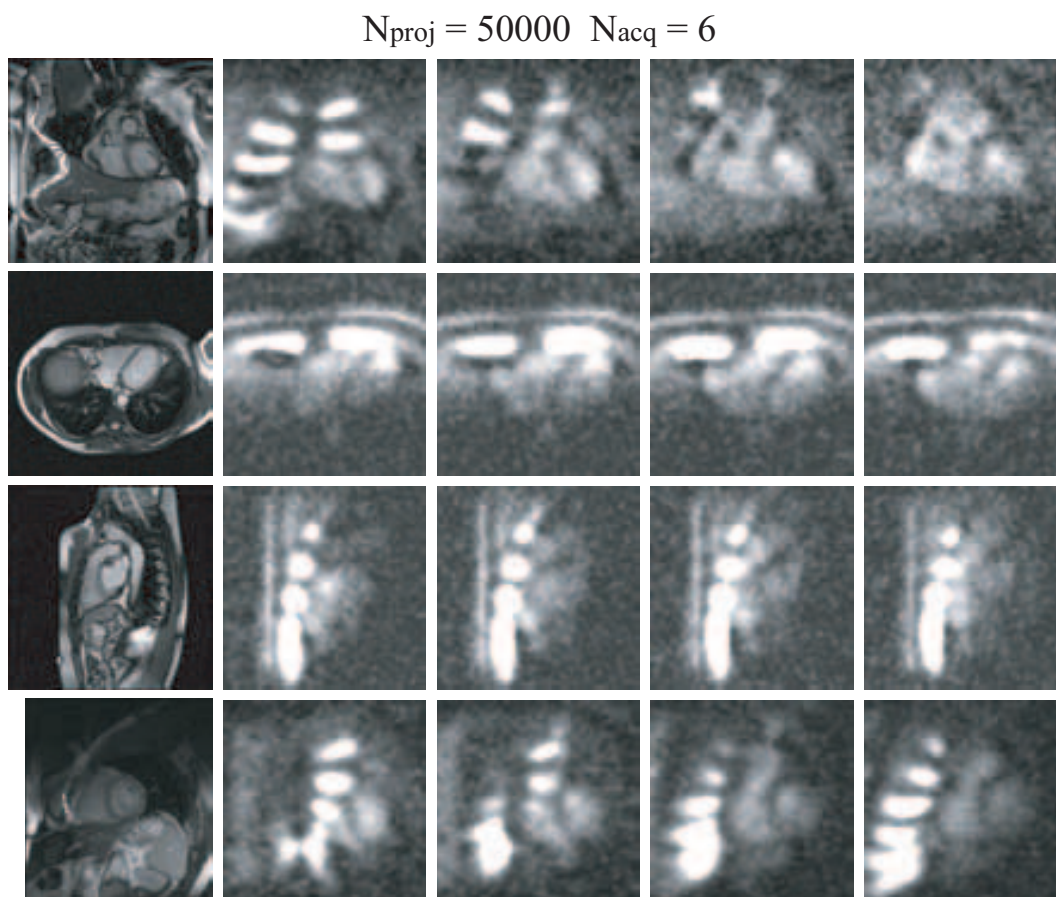 Nproj = 50000 Nacq = 6